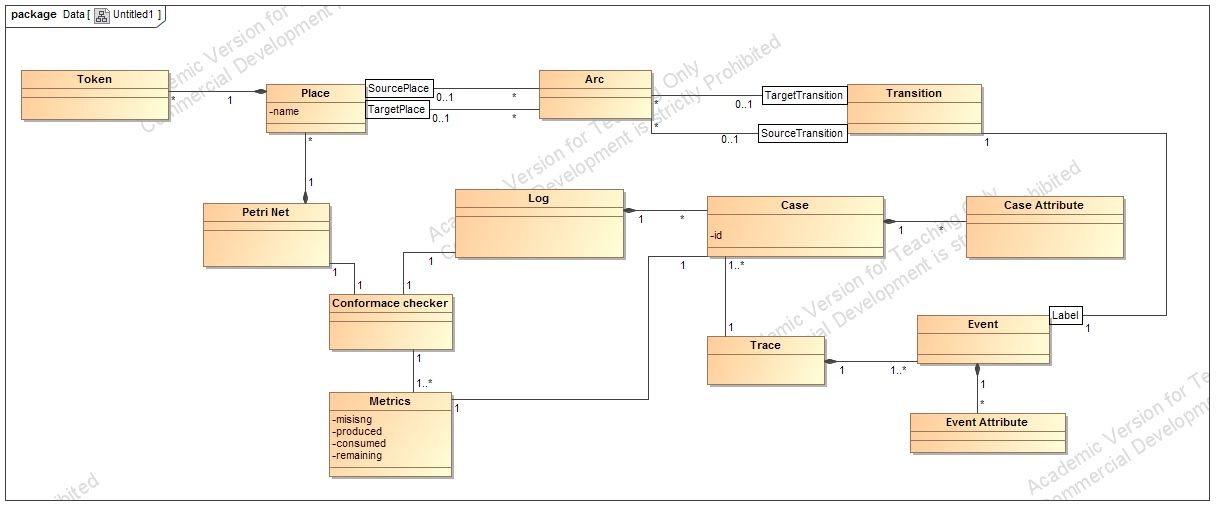 package Data [ Untitled1 ]
Token
*
1
Place
-name
SourcePlace
0..1
*
TargetPlace
0..1
*
Arc
*
0..1
TargetTransition
*
0..1
SourceTransition
Transition
1
*
1
Petri Net
1
1
Log
1
*
1
1
Case
-id
1
*
Case Attribute
1
1..*
Conformace checker
1
1..*
1
Trace
1
1..*
Event
Label
1
1
*
Event Attribute
Metrics
-misisng
-produced
-consumed
-remaining
1
Academic Version for Teaching Only
Commercial Development is strictly Prohibited